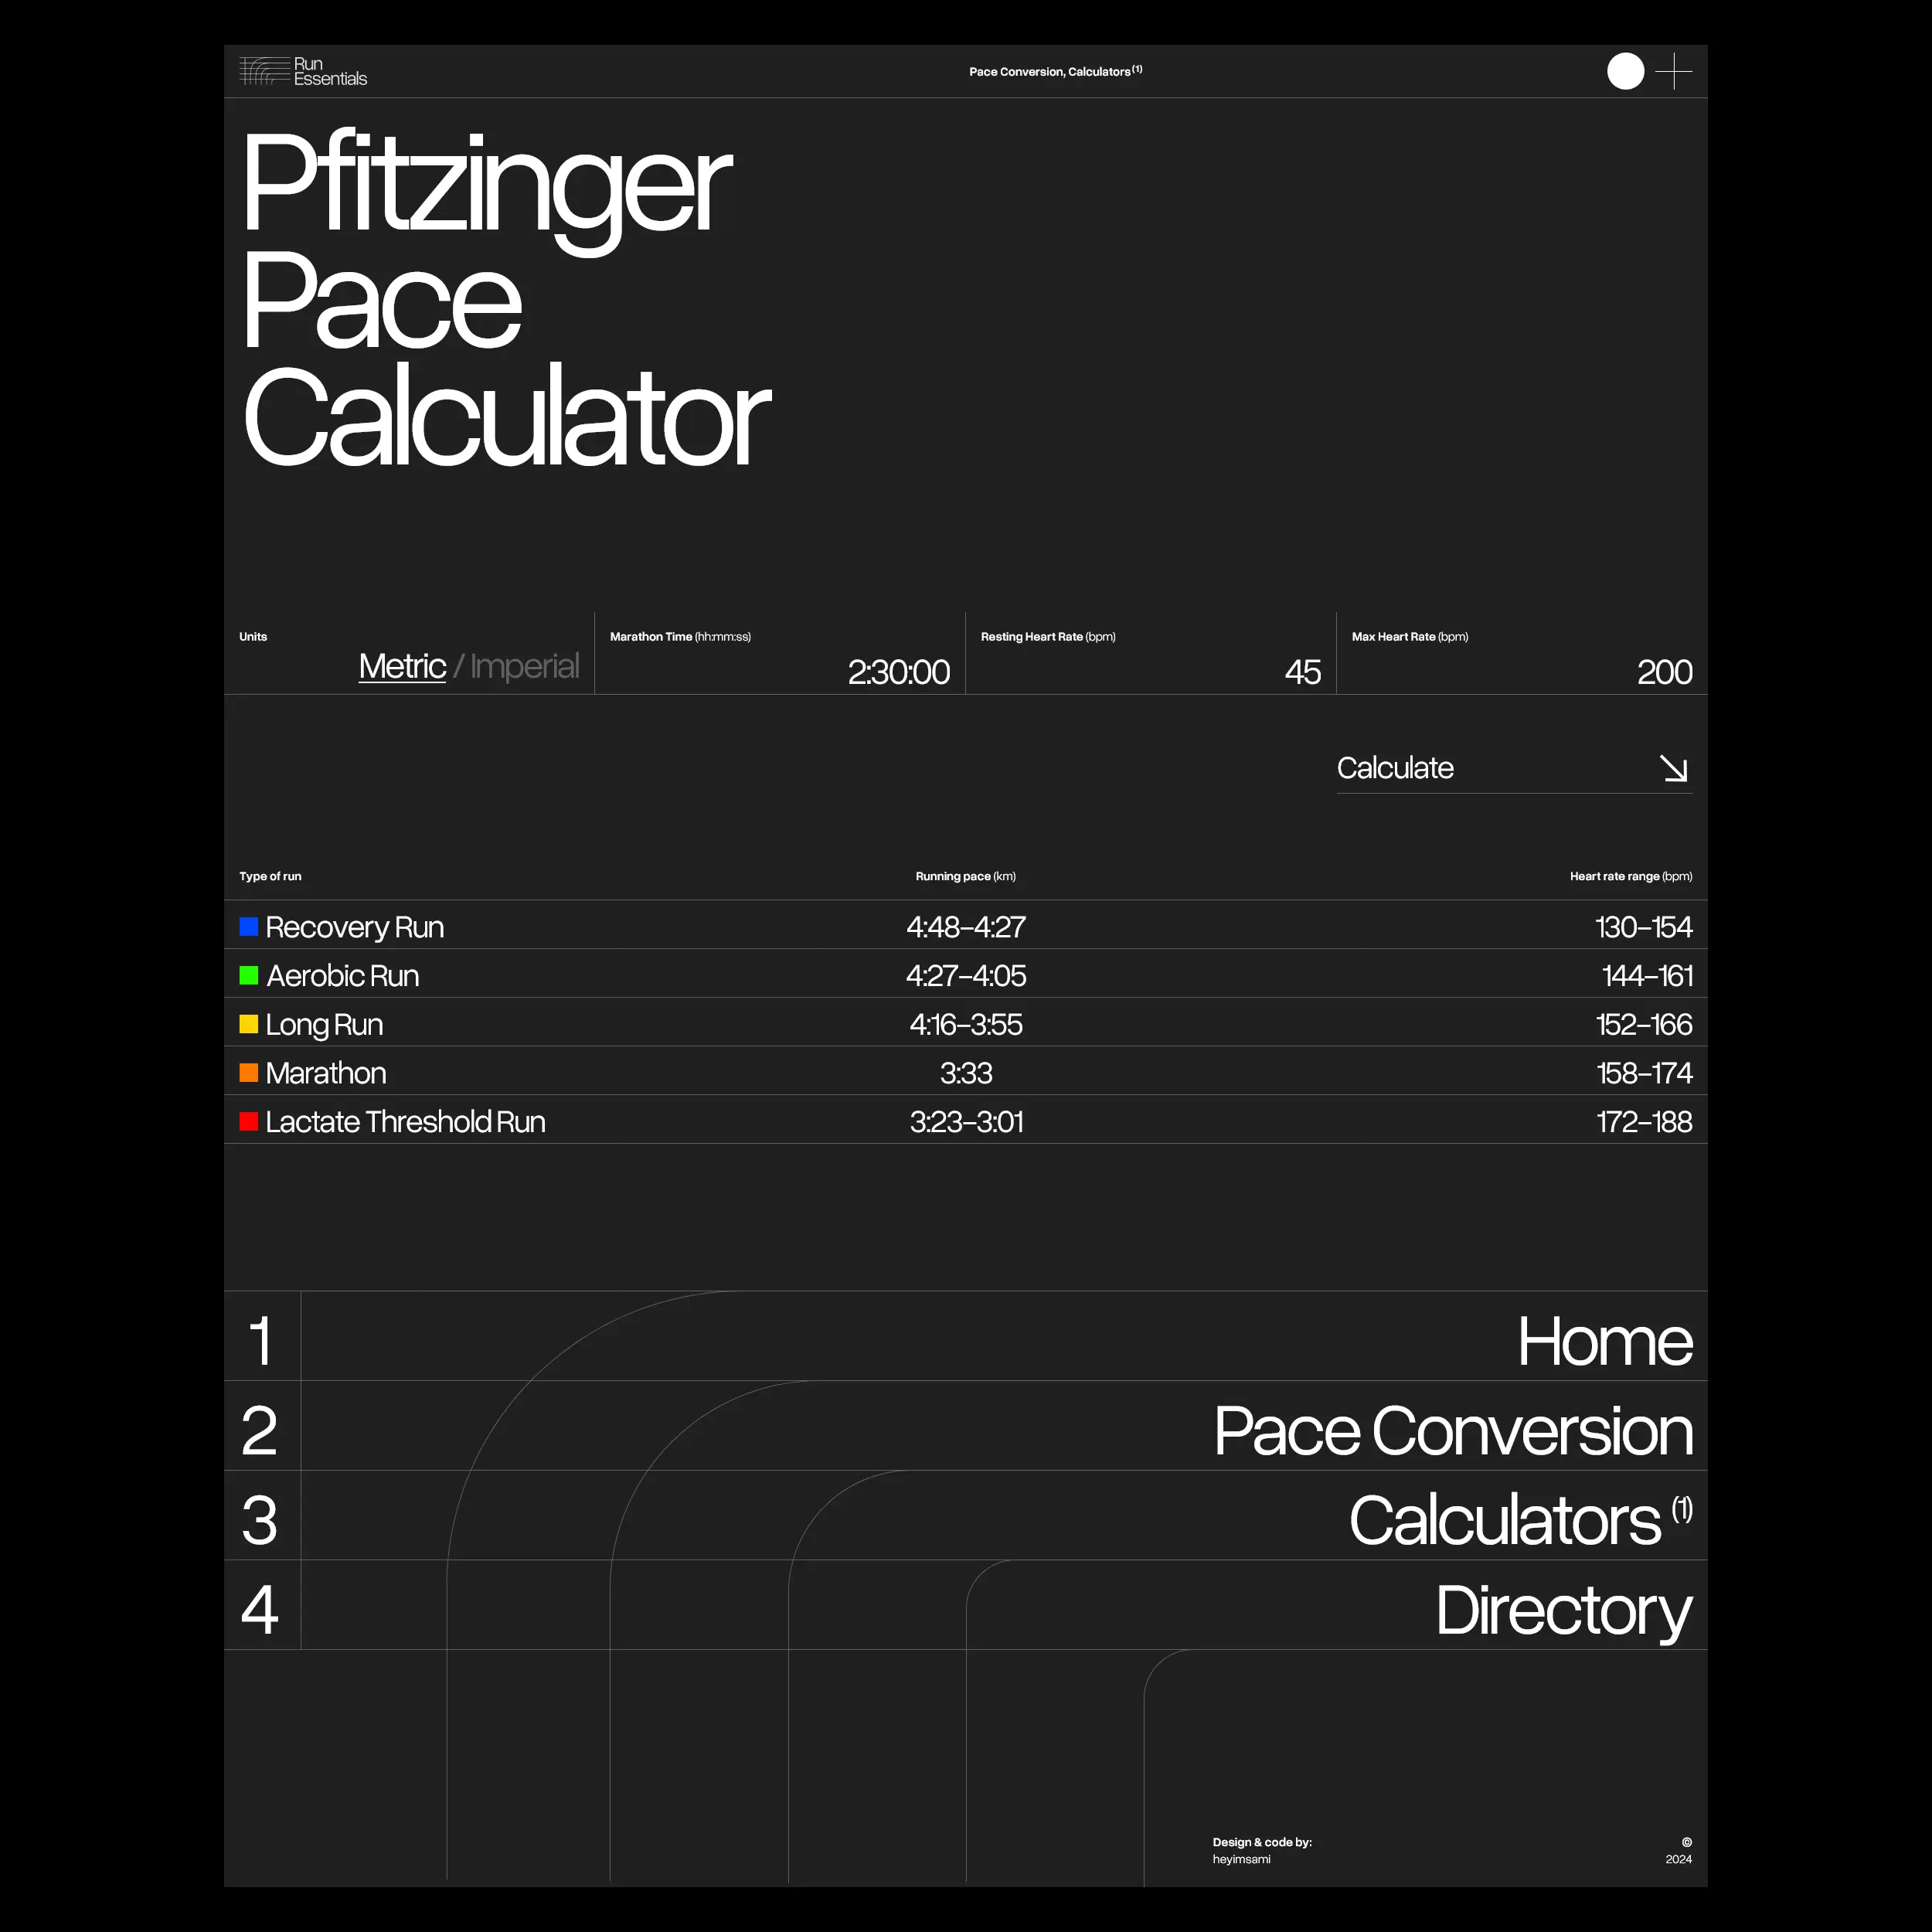 Run
Essentials
Pace Conversion, Calculators (1)
Pfitzinger
Pace
Calculator
Units
Metric / Imperial
Marathon Time (hh:mm:ss)
2:30:00
Resting Heart Rate (bpm)
45
Max Heart Rate (bpm)
200
Calculate
Type of run Running pace (km) Heart rate range (bpm)
Recovery Run 4:48–4:27 130–154
Aerobic Run 4:27–4:05 144–161
Long Run 4:16–3:55 152–166
Marathon 3:33 158–174
Lactate Threshold Run 3:23–3:01 172–188
1 Home
2 Pace Conversion
3 Calculators (1)
4 Directory
Design & code by: ©
heyimsami 2024